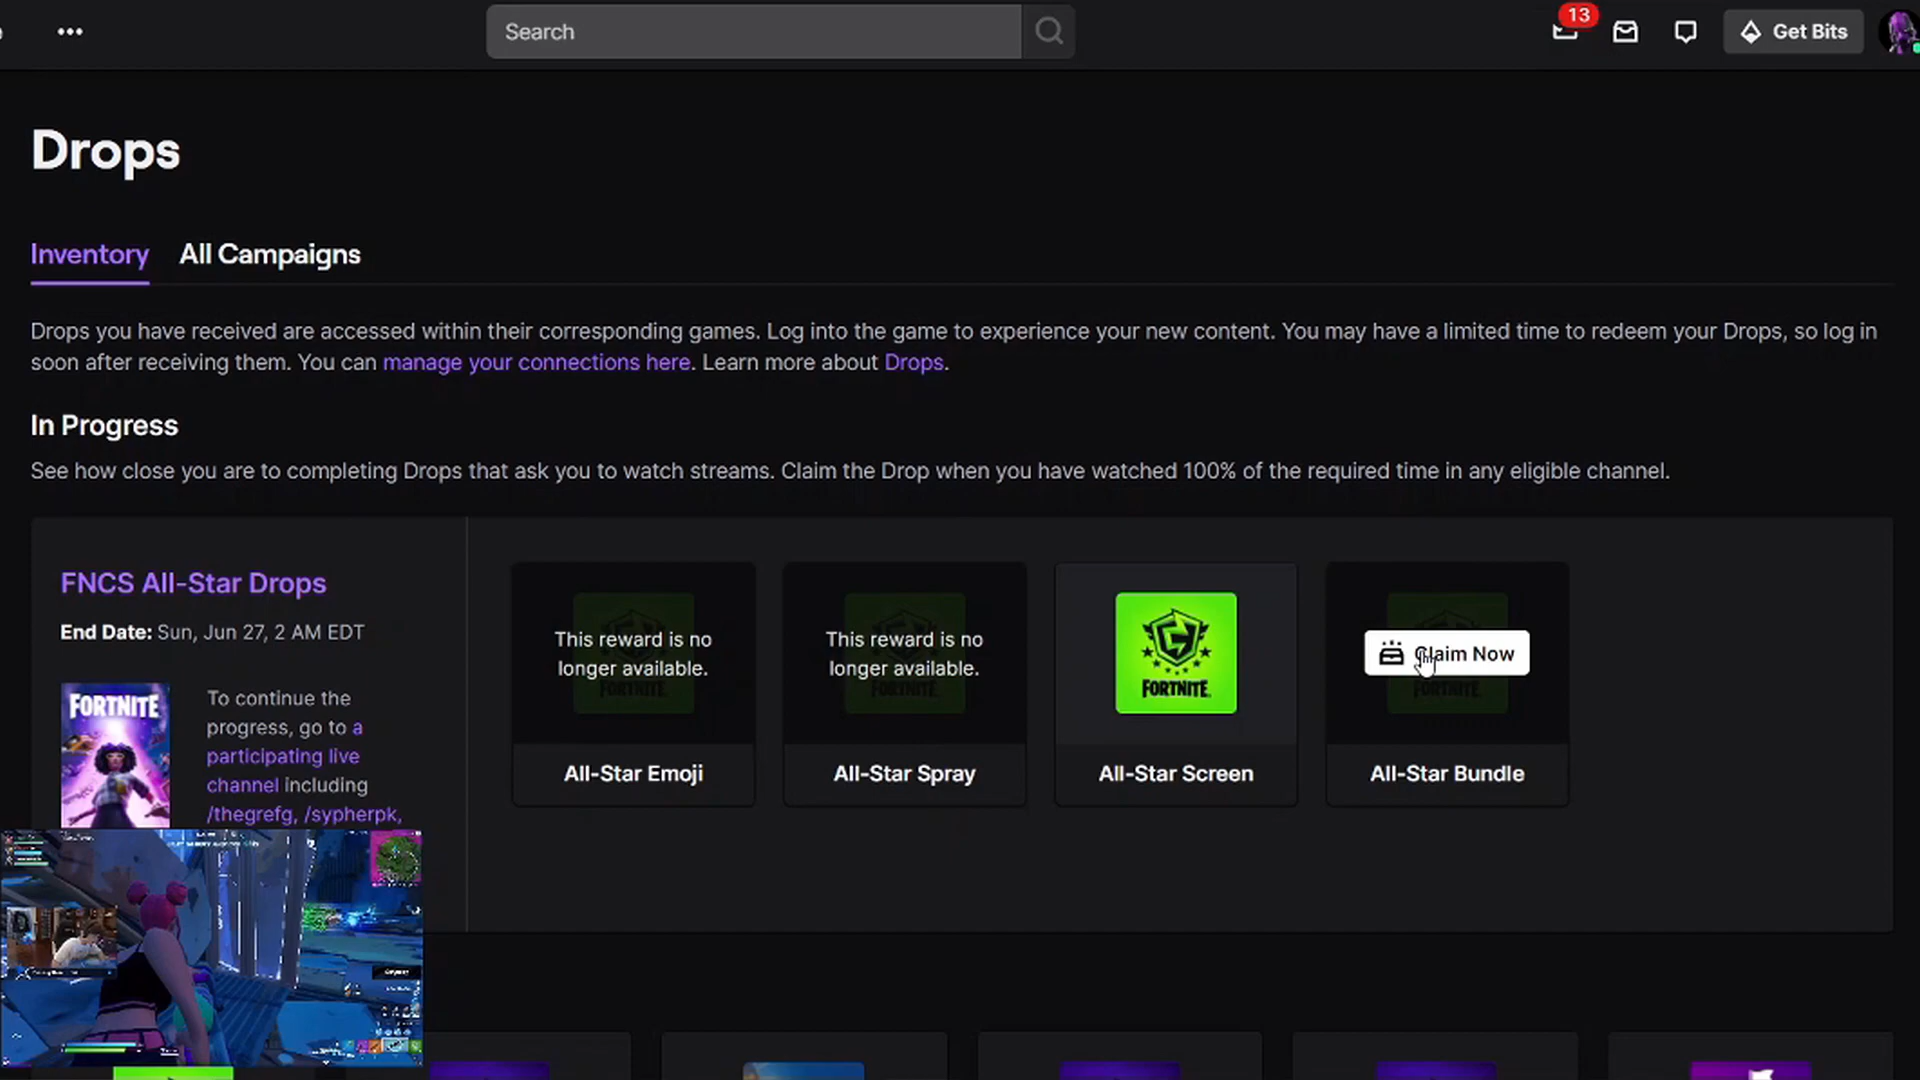 Search
13
Get Bits
Drops
Inventory
All Campaigns
Drops you have received are accessed within their corresponding games. Log into the game to experience your new content. You may have a limited time to redeem your Drops, so log in
soon after receiving them. You can manage your connections here. Learn more about Drops.
In Progress
See how close you are to completing Drops that ask you to watch streams. Claim the Drop when you have watched 100% of the required time in any eligible channel.
FNCS All-Star Drops
End Date: Sun, Jun 27, 2 AM EDT
FORTNITE
To continue the
progress, go to a
participating live
channel including
/thegrefg, /sypherpk,
This reward is no
longer available.
FORTNITE
All-Star Emoji
This reward is no
longer available.
FORTNITE
All-Star Spray
FORTNITE
All-Star Screen
Claim Now
FORTNITE
All-Star Bundle